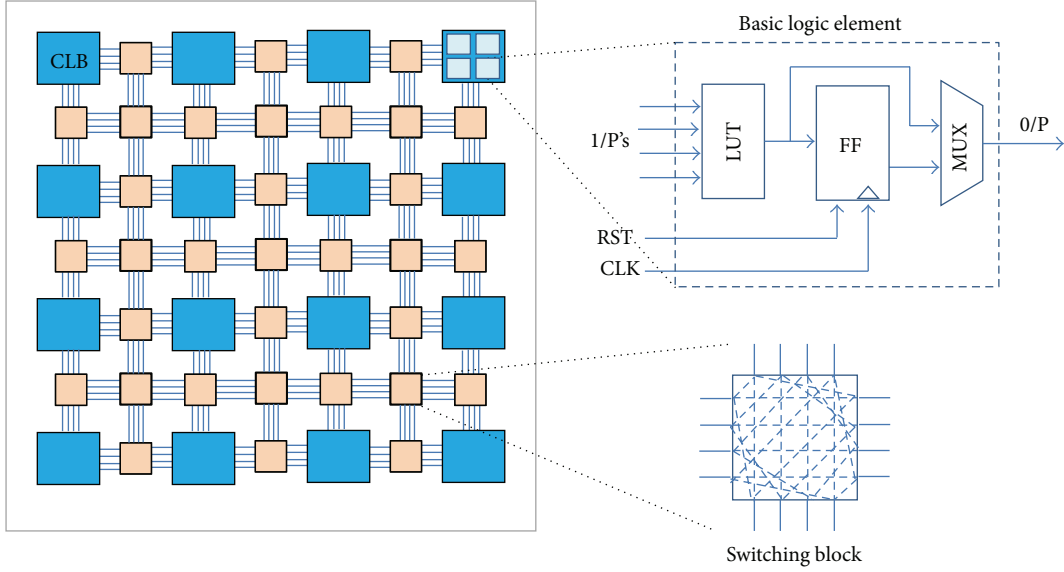 Basic logic element
CLB
LUT
FF
MUX
1/P's
0/P
RST
CLK
Switching block